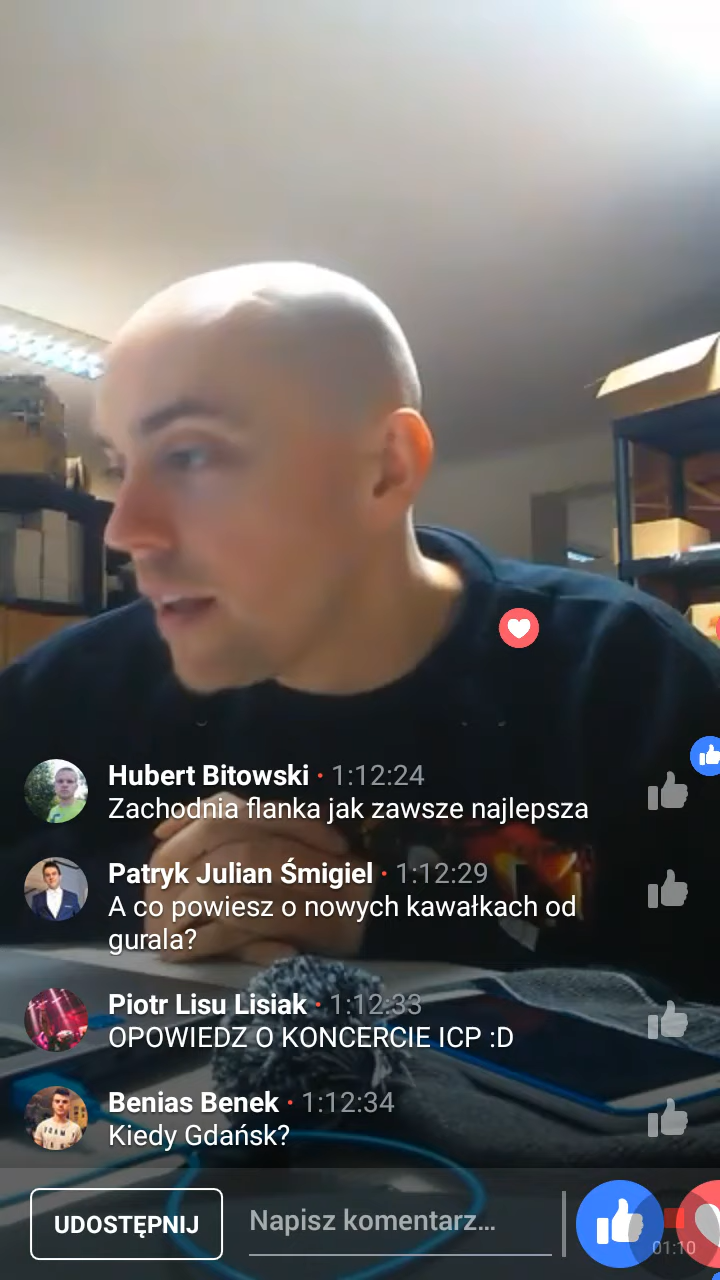 Hubert Bitowski · 1:12:24
Zachodnia flanka jak zawsze najlepsza
Patryk Julian Śmigiel · 1:12:29
A co powiesz o nowych kawałkach od
gurala?
Piotr Lisu Lisiak · 1:12:33
OPOWIEDZ O KONCERCIE ICP :D
Benias Benek · 1:12:34
Kiedy Gdańsk?
UDOSTĘPNIJ
Napisz komentarz...
01:10